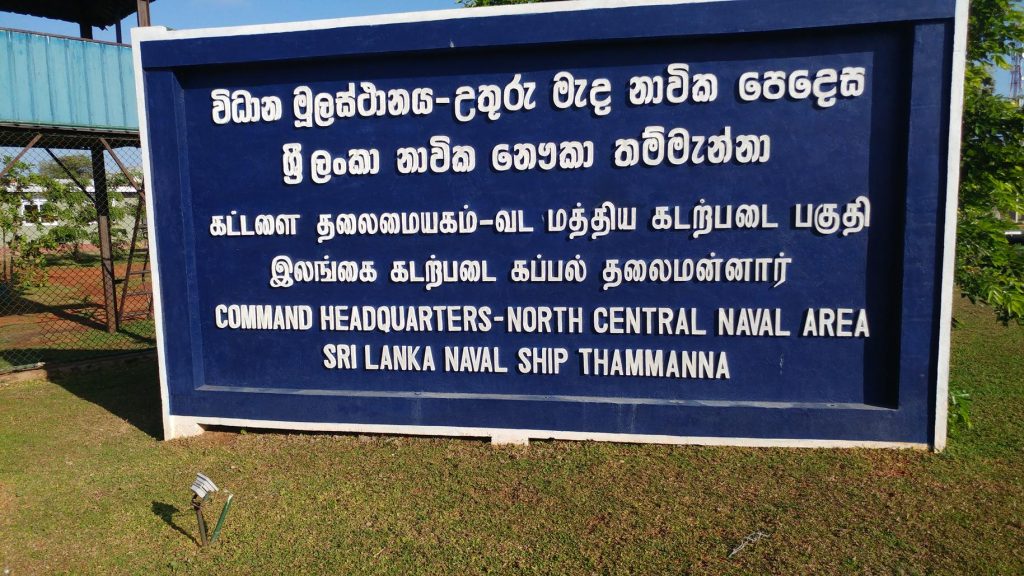 විධාන මූලස්ථානය-උතුරු මැද නාවික පෙදෙස
ශ්‍රී ලංකා නාවික නෞකා තම්මැන්නා
கட்டளை தலைமையகம்-வட மத்திய கடற்படை பகுதி
இலங்கை கடற்படை கப்பல் தலைமன்னார்
COMMAND HEADQUARTERS-NORTH CENTRAL NAVAL AREA
SRI LANKA NAVAL SHIP THAMMANNA